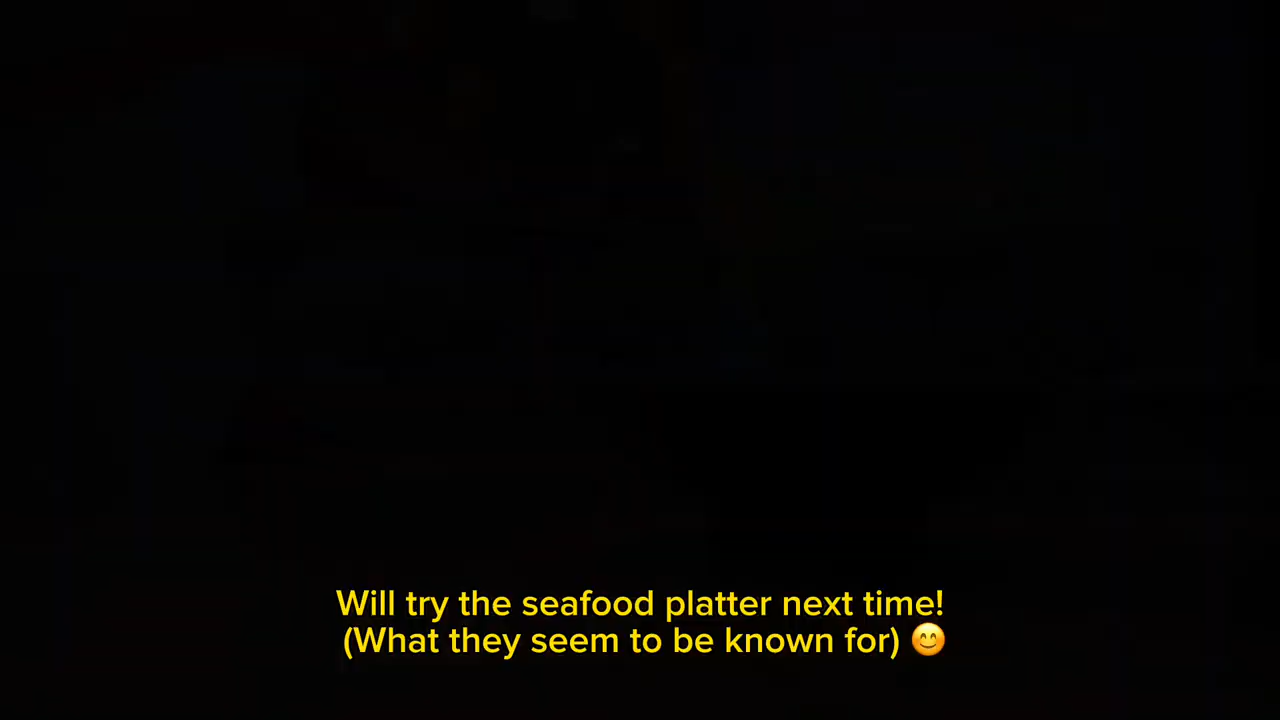 Will try the seafood platter next time!
(What they seem to be known for) 😊